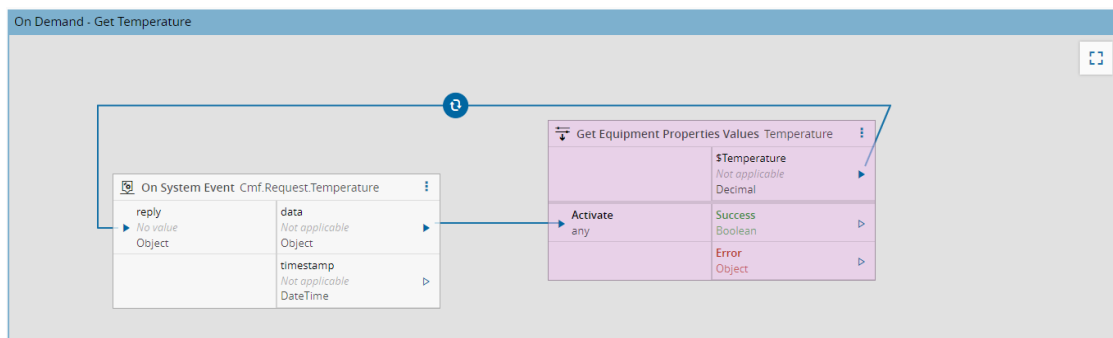 On Demand - Get Temperature
Get Equipment Properties Values Temperature
$Temperature
Not applicable
Decimal
On System Event Cmf.Request.Temperature
reply
No value
Object
data
Not applicable
Object
Activate
any
Success
Boolean
Error
Object
timestamp
Not applicable
DateTime